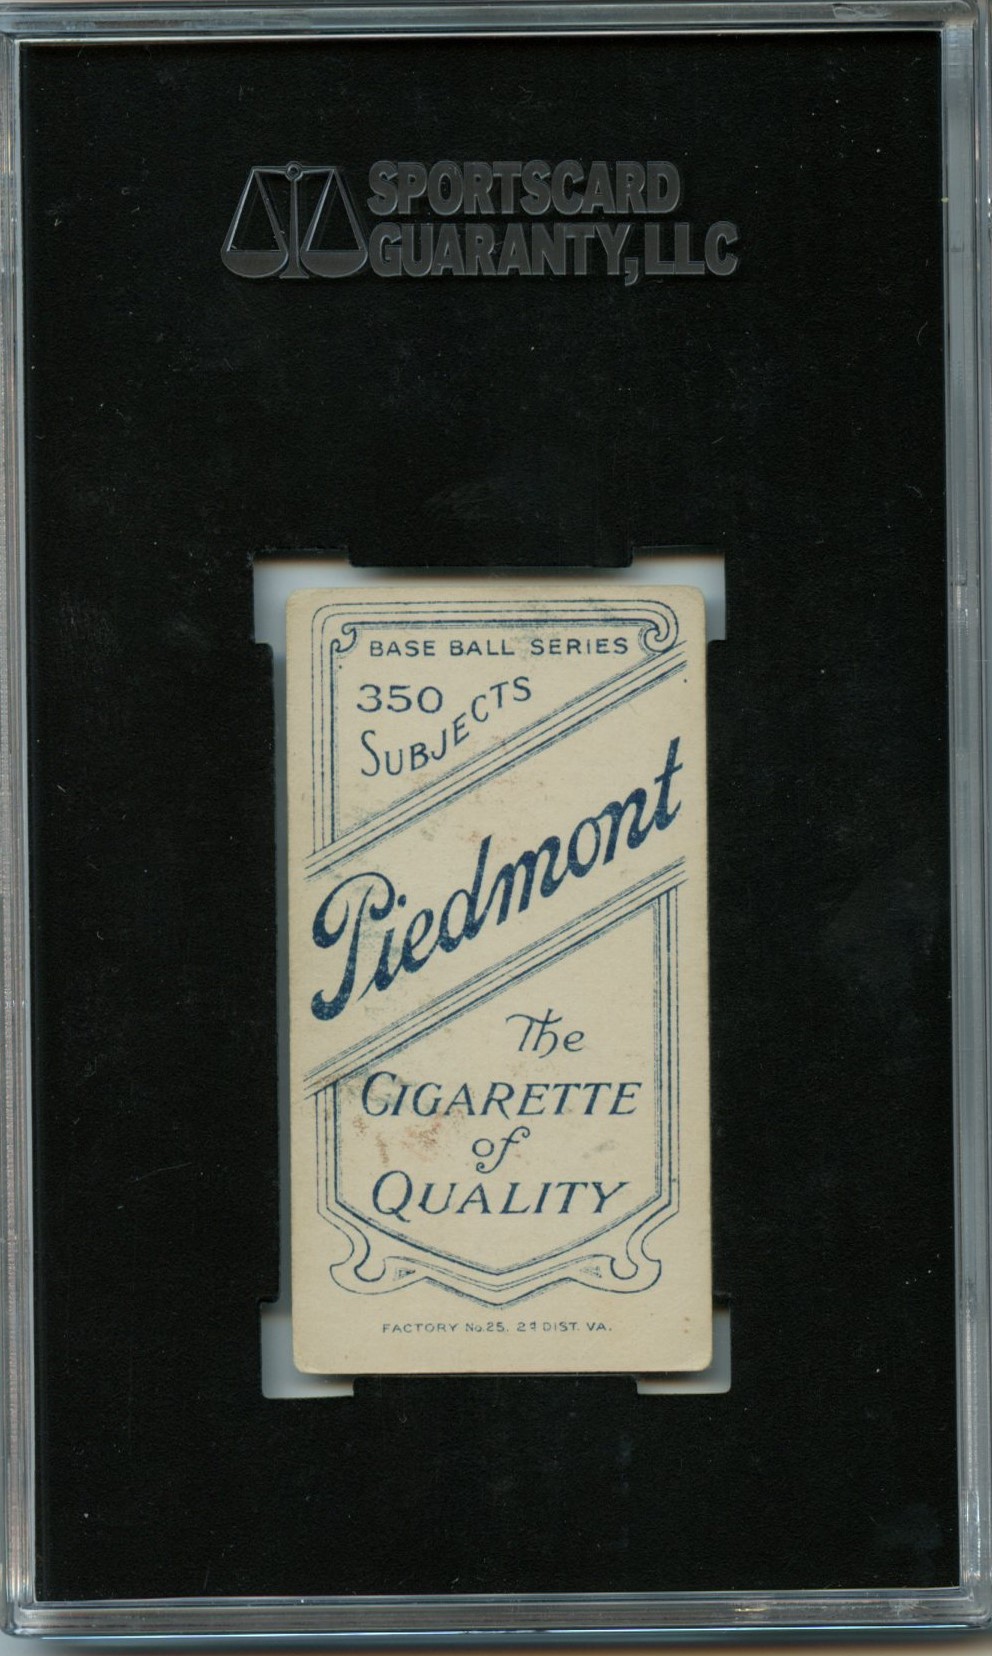 SPORTSCARD
GUARANTY, LLC
BASE BALL SERIES
350
SUBJECTS
Piedmont
The
CIGARETTE
of
QUALITY
FACTORY No. 25. 2d DIST. VA.